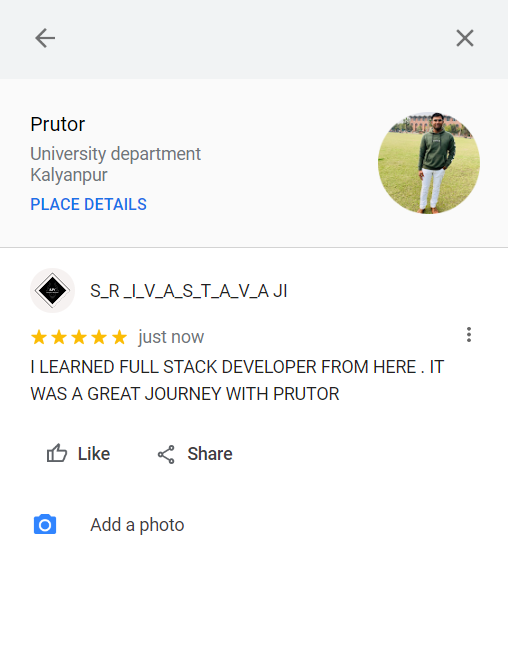 Prutor
University department
Kalyanpur
PLACE DETAILS
S_R _I_V_A_S_T_A_V_A JI
just now
I LEARNED FULL STACK DEVELOPER FROM HERE . IT
WAS A GREAT JOURNEY WITH PRUTOR
Like
Share
Add a photo